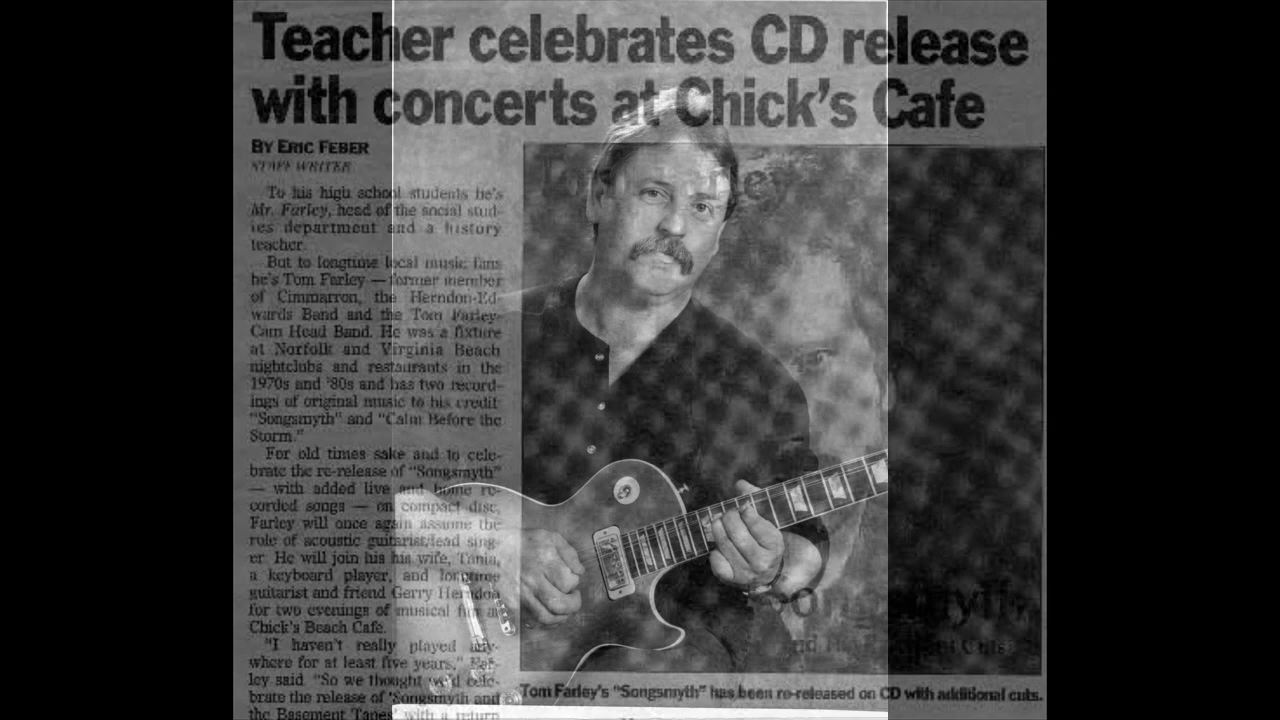 Teacher celebrates CD release
with concerts at Chick's Cafe
BY ERIC FEBER
STAFF WRITER
To his high school students he's
Mr. Farley, head of the social stud-
ies department and a history
teacher.
But to longtime local music fans
he's Tom Farley — former member
of Cimmarron, the Herndon-Ed-
wards Band and the Tom Farley-
Cam Head Band. He was a fixture
at Norfolk and Virginia Beach
nightclubs and restaurants in the
1970s and '80s and has two record-
ings of original music to his credit
"Songsmyth" and "Calm Before the
Storm."
For old times sake and to cele-
brate the re-release of "Songsmyth"
— with added live and home re-
corded songs — on compact disc,
Farley will once again assume the
role of acoustic guitarist/lead sing-
er. He will join his his wife, Tania,
a keyboard player, and longtime
guitarist and friend Gerry Herndon
for two evenings of musical fun at
Chick's Beach Cafe.
"I haven't really played any-
where for at least five years," Far-
ley said. "So we thought we'd cele-
brate the release of 'Songsmyth and
the Basement Tapes' with a return
Tom Farley's "Songsmyth" has been re-released on CD with additional cuts.